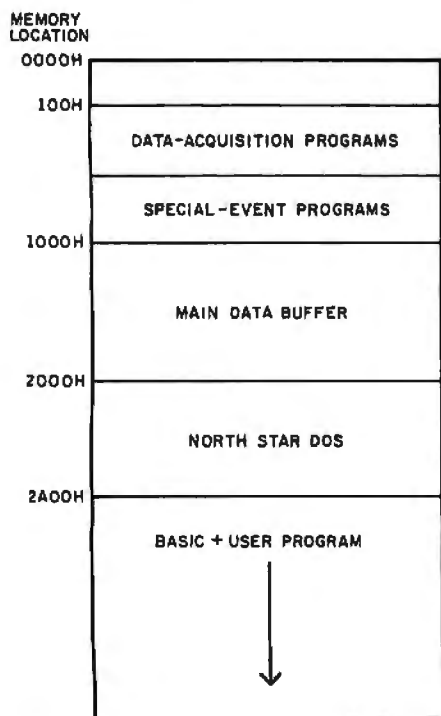 MEMORY
LOCATION
0000H
100H
DATA-ACQUISITION PROGRAMS
SPECIAL-EVENT PROGRAMS
1000H
MAIN DATA BUFFER
2000H
NORTH STAR DOS
2A00H
BASIC + USER PROGRAM